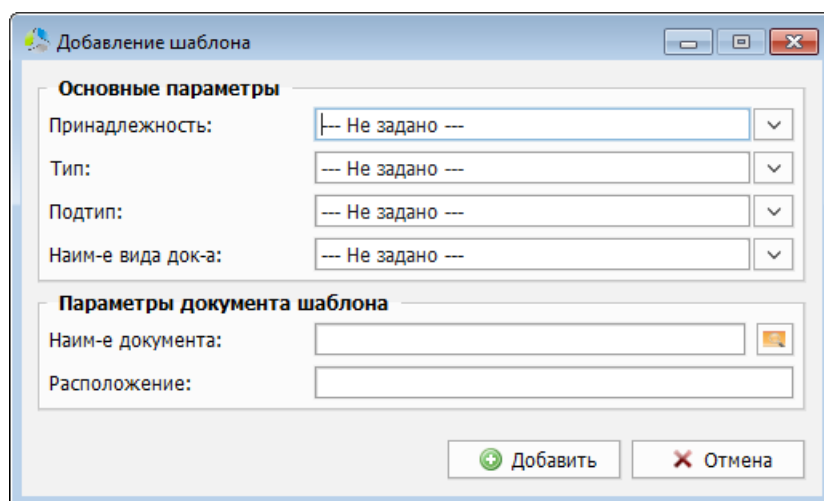 Добавление шаблона
Основные параметры
Принадлежность: --- Не задано ---
Тип: --- Не задано ---
Подтип: --- Не задано ---
Наим-е вида док-а: --- Не задано ---
Параметры документа шаблона
Наим-е документа:
Расположение:
Добавить Отмена